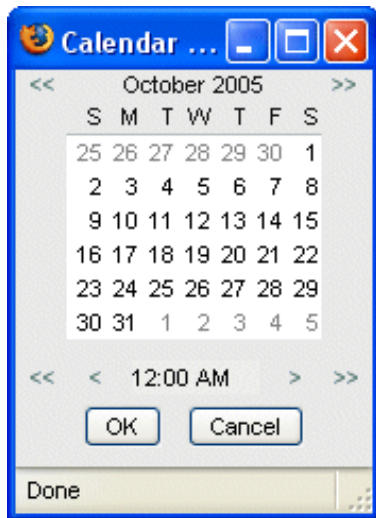 Calendar ...
<< October 2005 >>
S M T W T F S
25 26 27 28 29 30 1
2 3 4 5 6 7 8
9 10 11 12 13 14 15
16 17 18 19 20 21 22
23 24 25 26 27 28 29
30 31 1 2 3 4 5
<< < 12:00 AM > >>
OK Cancel
Done